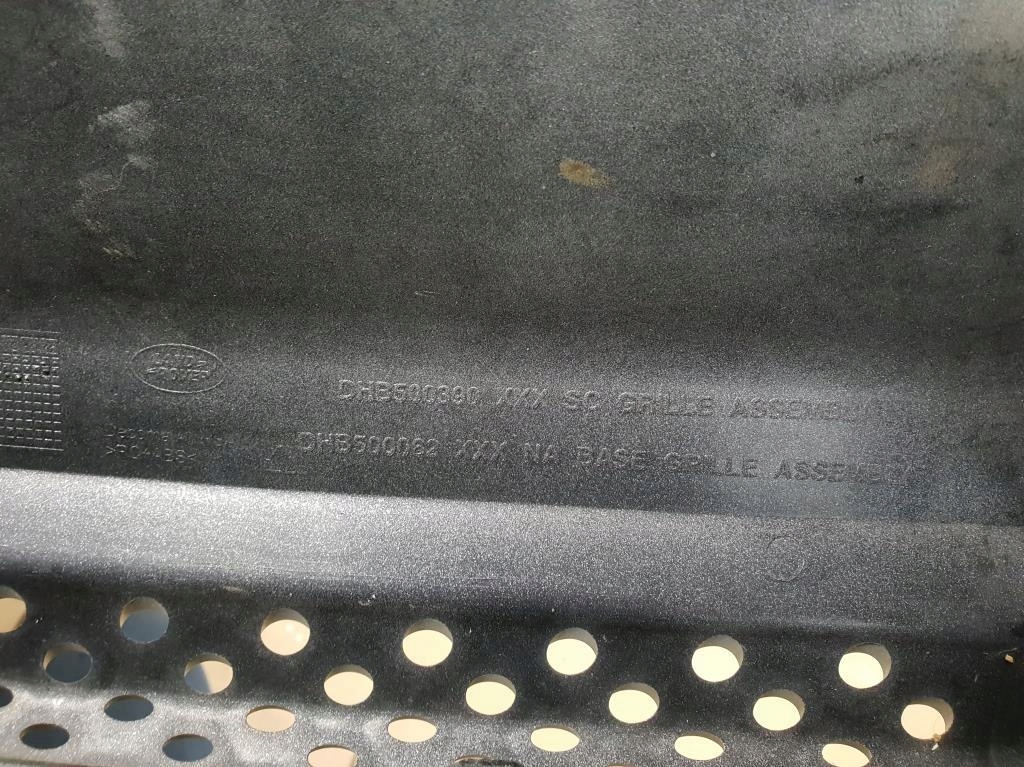 LAND
ROVER
DHB500390 XXX SC GRILLE ASSEMBLY
DHB500062 XXX NA BASE GRILLE ASSEMBLY